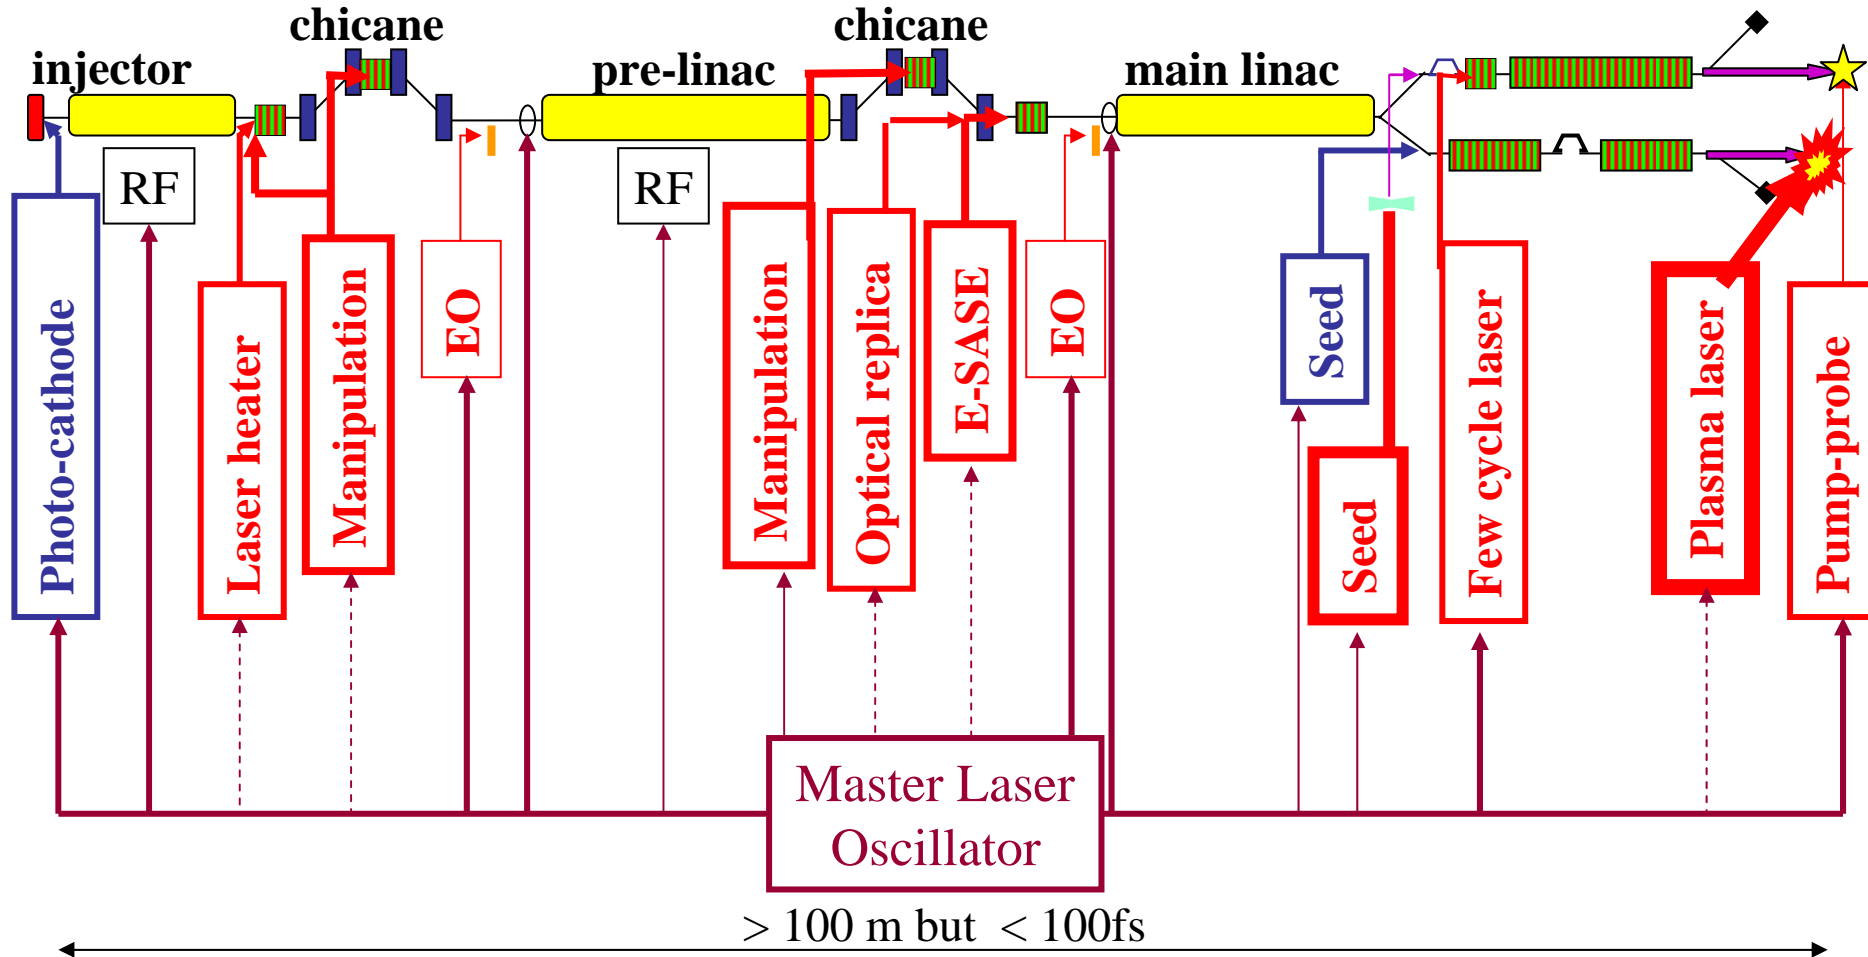 chicane
chicane
injector
pre-linac
main linac
RF
RF
Photo-cathode
Laser heater
Manipulation
EO
Manipulation
Optical replica
E-SASE
EO
Seed
Seed
Few cycle laser
Plasma laser
Pump-probe
Master Laser
Oscillator
> 100 m but < 100fs